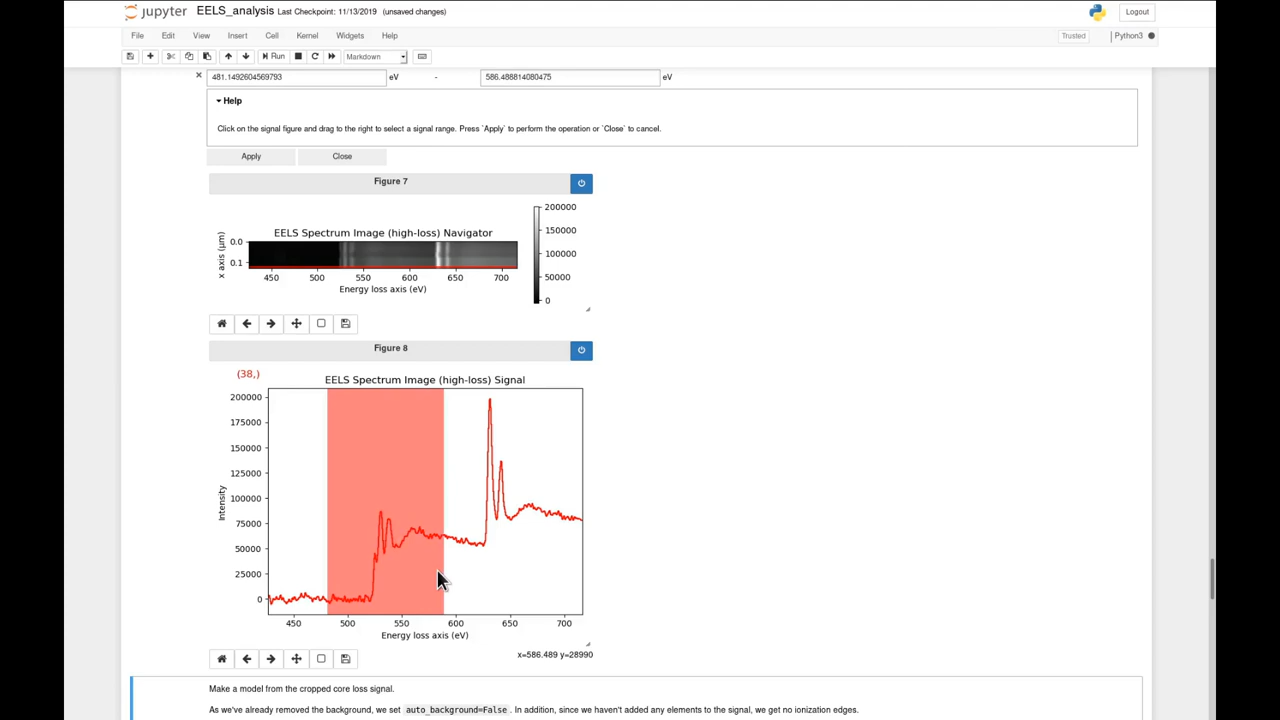 jupyter EELS_analysis Last Checkpoint: 11/13/2019 (unsaved changes) Logout
File Edit View Insert Cell Kernel Widgets Help Trusted Python3
Run Markdown
× 481.1492604569793 eV - 586.488814080475 eV
Help
Click on the signal figure and drag to the right to select a signal range. Press `Apply` to perform the operation or `Close` to cancel.
Apply Close
Figure 7
EELS Spectrum Image (high-loss) Navigator
x axis (µm)
0.0
0.1
450 500 550 600 650 700
Energy loss axis (eV)
200000
150000
100000
50000
0
Figure 8
(38,)
EELS Spectrum Image (high-loss) Signal
Intensity
200000
175000
150000
125000
100000
75000
50000
25000
0
450 500 550 600 650 700
Energy loss axis (eV)
x=586.489 y=28990
Make a model from the cropped core loss signal.
As we've already removed the background, we set auto_background=False. In addition, since we haven't added any elements to the signal, we get no ionization edges.